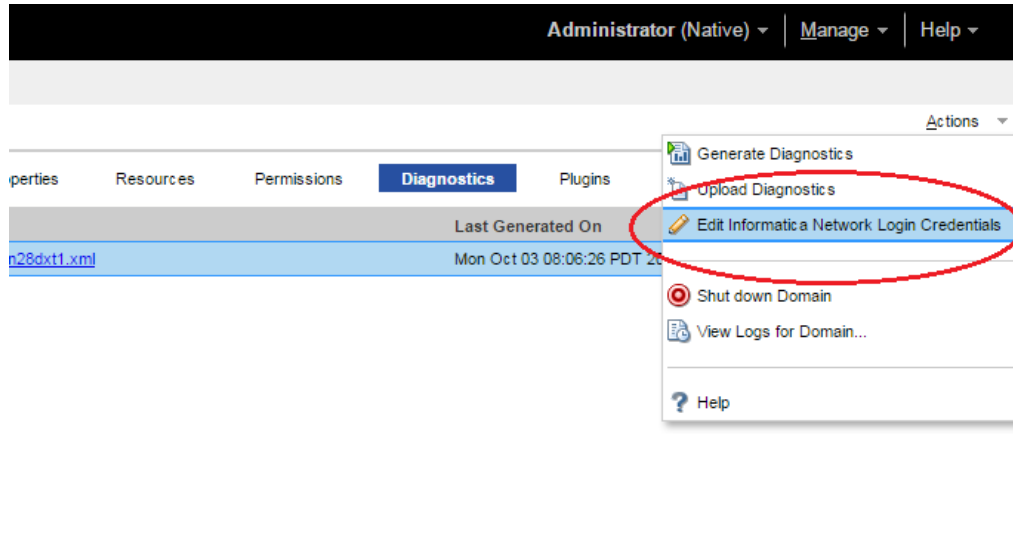 Administrator (Native) Manage Help
Actions
Resources Permissions Diagnostics Plugins
Generate Diagnostics
Upload Diagnostics
Last Generated On
Edit Informatica Network Login Credentials
n28dxt1.xml Mon Oct 03 08:06:26 PDT
Shut down Domain
View Logs for Domain...
Help